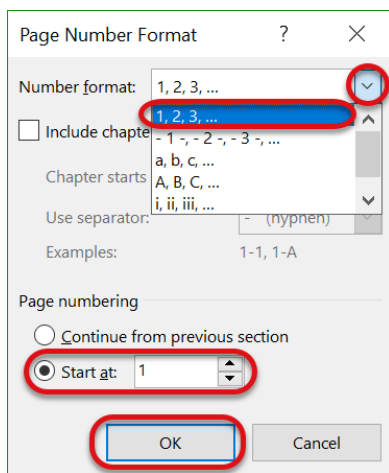 Page Number Format ? ×
Number format: 1, 2, 3, ...
1, 2, 3, ...
Include chapte
- 1 -, - 2 -, - 3 -, ...
a, b, c, ...
Chapter starts
A, B, C, ...
i, ii, iii, ...
Use separator: - (hyphen)
Examples: 1-1, 1-A
Page numbering
Continue from previous section
Start at: 1
OK Cancel